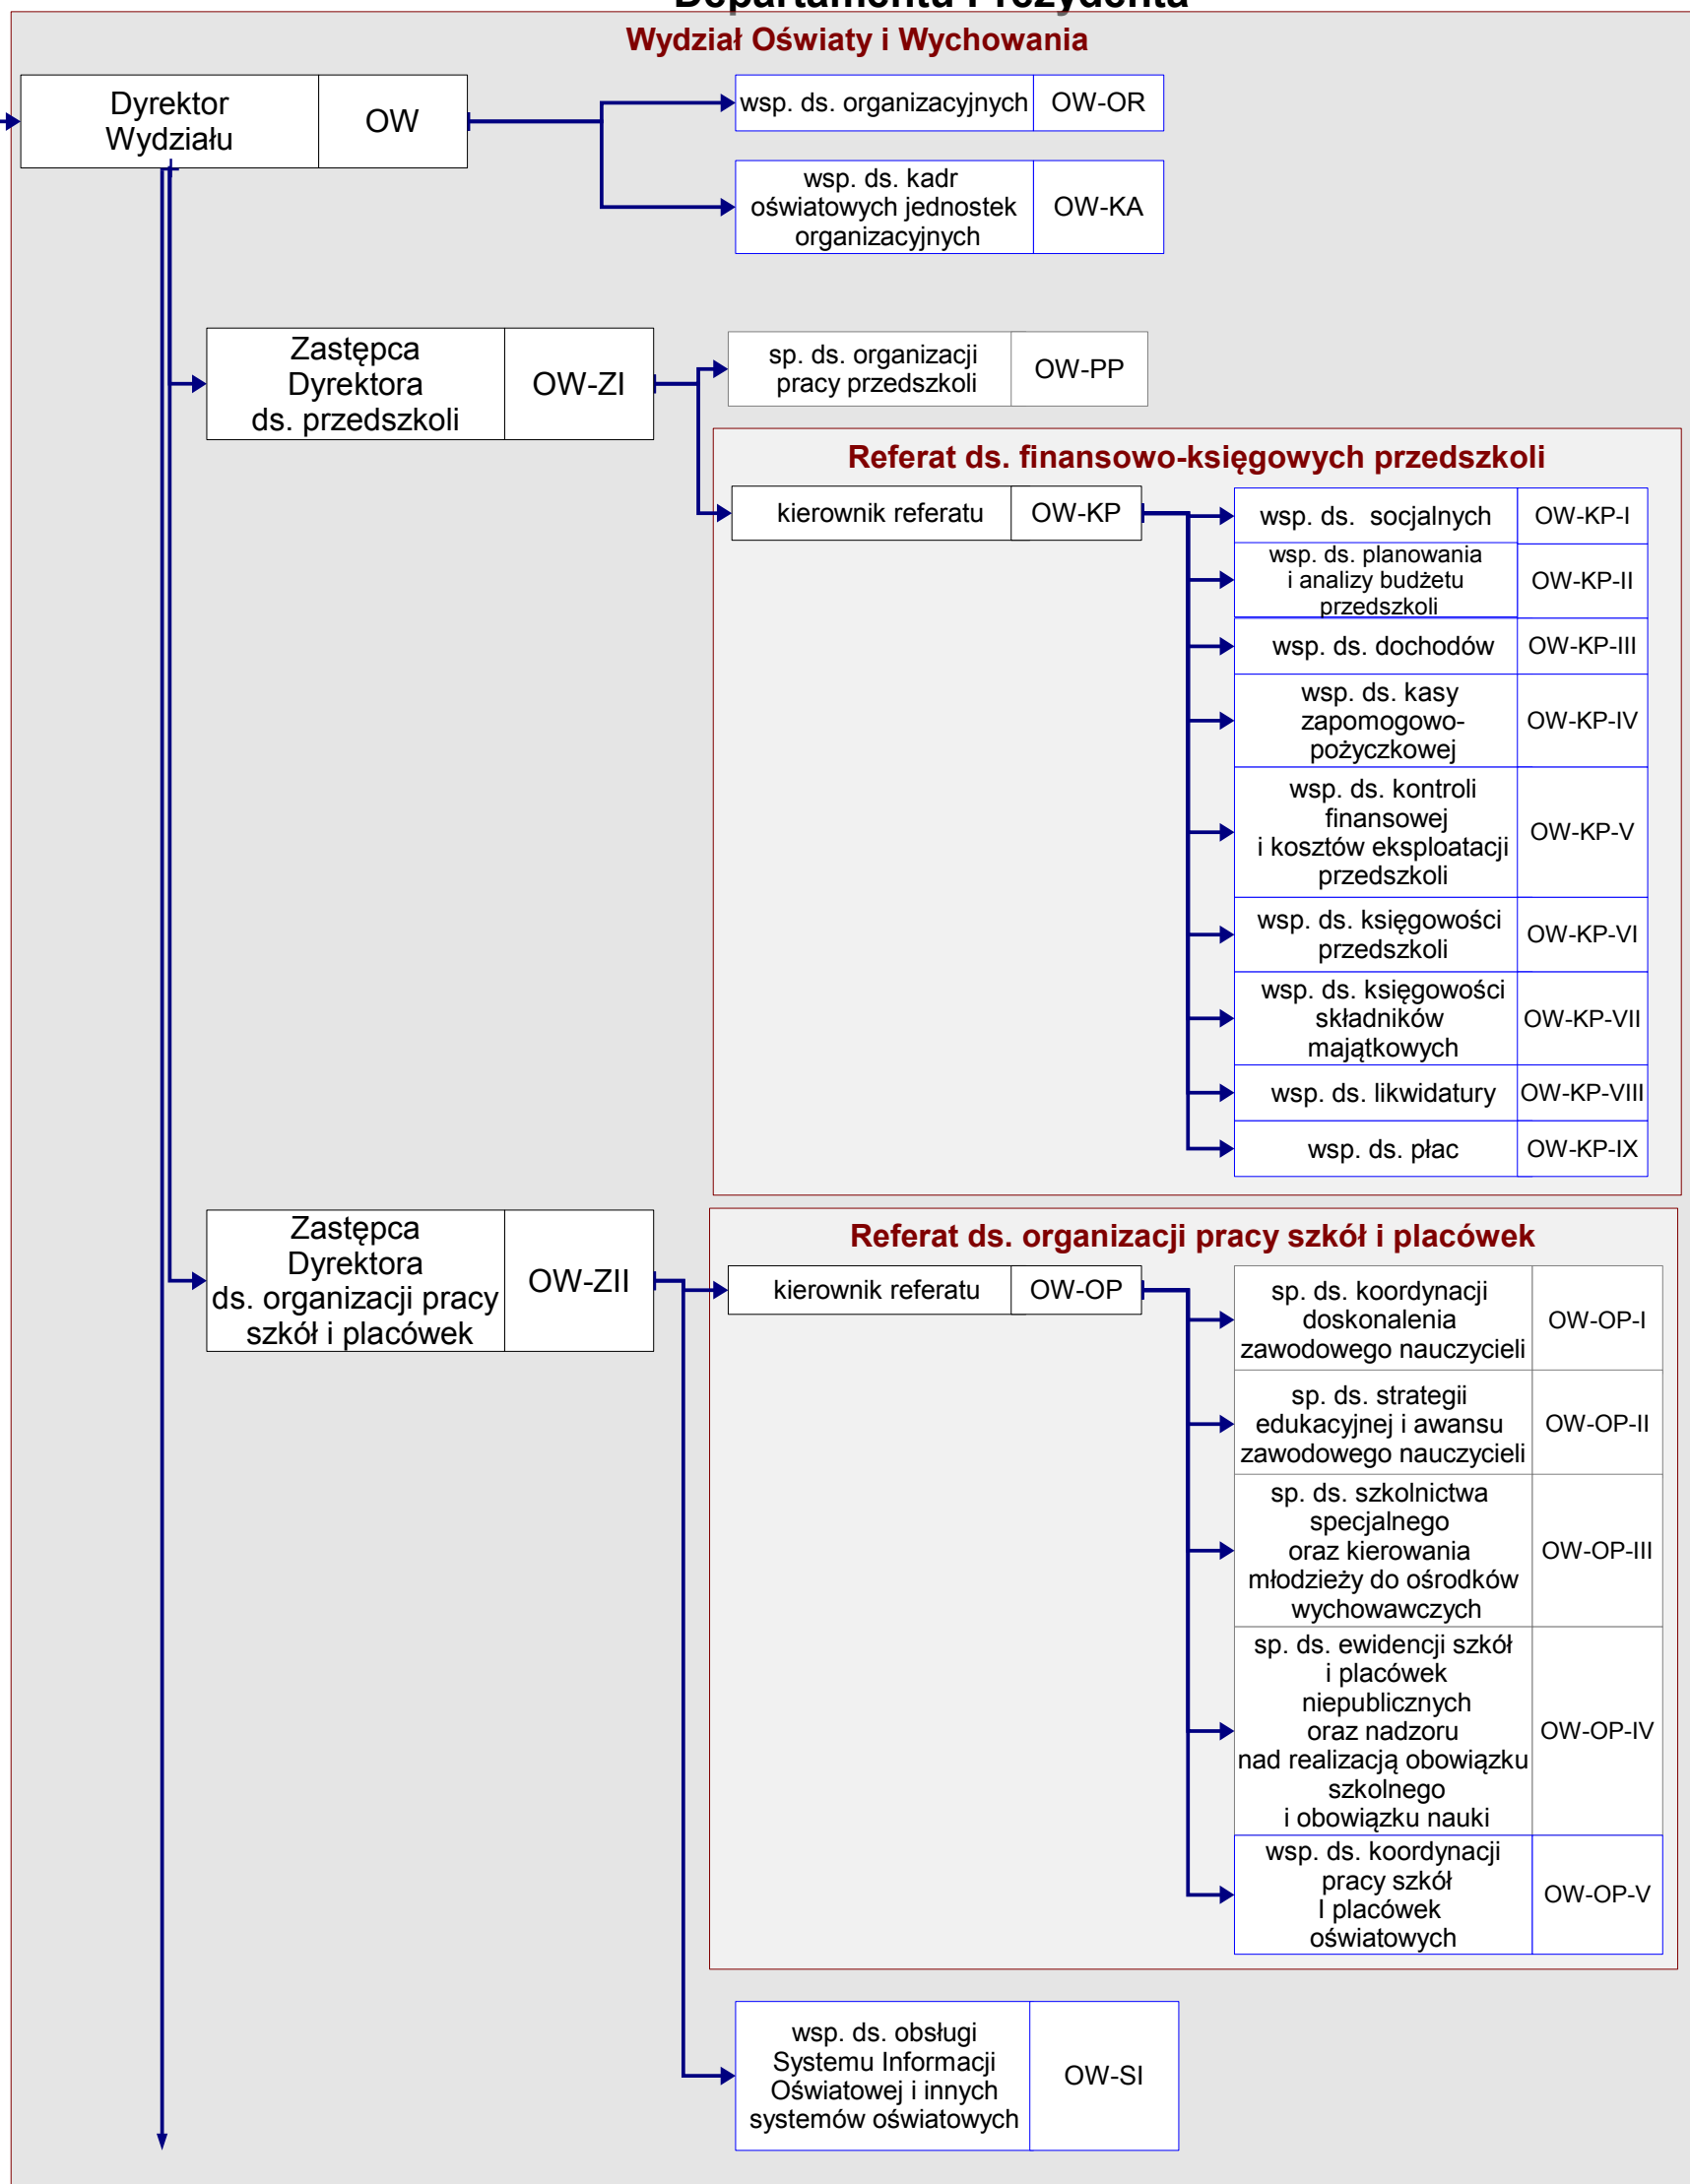 Departamentu Prezydenta
Wydział Oświaty i Wychowania
Dyrektor
Wydziału
OW
wsp. ds. organizacyjnych
OW-OR
wsp. ds. kadr
oświatowych jednostek
organizacyjnych
OW-KA
Zastępca
Dyrektora
ds. przedszkoli
OW-ZI
sp. ds. organizacji
pracy przedszkoli
OW-PP
Referat ds. finansowo-księgowych przedszkoli
kierownik referatu
OW-KP
wsp. ds. socjalnych
OW-KP-I
wsp. ds. planowania
i analizy budżetu
przedszkoli
OW-KP-II
wsp. ds. dochodów
OW-KP-III
wsp. ds. kasy
zapomogowo-
pożyczkowej
OW-KP-IV
wsp. ds. kontroli
finansowej
i kosztów eksploatacji
przedszkoli
OW-KP-V
wsp. ds. księgowości
przedszkoli
OW-KP-VI
wsp. ds. księgowości
składników
majątkowych
OW-KP-VII
wsp. ds. likwidatury
OW-KP-VIII
wsp. ds. płac
OW-KP-IX
Zastępca
Dyrektora
ds. organizacji pracy
szkół i placówek
OW-ZII
Referat ds. organizacji pracy szkół i placówek
kierownik referatu
OW-OP
sp. ds. koordynacji
doskonalenia
zawodowego nauczycieli
OW-OP-I
sp. ds. strategii
edukacyjnej i awansu
zawodowego nauczycieli
OW-OP-II
sp. ds. szkolnictwa
specjalnego
oraz kierowania
młodzieży do ośrodków
wychowawczych
OW-OP-III
sp. ds. ewidencji szkół
i placówek
niepublicznych
oraz nadzoru
nad realizacją obowiązku
szkolnego
i obowiązku nauki
OW-OP-IV
wsp. ds. koordynacji
pracy szkół
I placówek
oświatowych
OW-OP-V
wsp. ds. obsługi
Systemu Informacji
Oświatowej i innych
systemów oświatowych
OW-SI